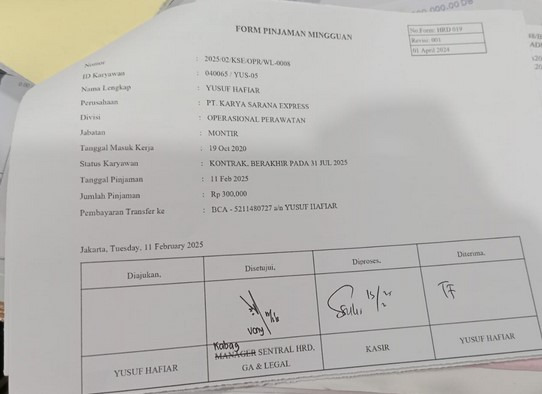 FORM PINJAMAN MINGGUAN
No Form: HRD 019
Revisi: 001
01 April 2024
Nomor : 2025/02/KSE/OPR/WL-0008
ID Karyawan : 040065 / YUS-05
Nama Lengkap : YUSUF HAFIAR
Perusahaan : PT. KARYA SARANA EXPRESS
Divisi : OPERASIONAL PERAWATAN
Jabatan : MONTIR
Tanggal Masuk Kerja : 19 Oct 2020
Status Karyawan : KONTRAK, BERAKHIR PADA 31 JUL 2025
Tanggal Pinjaman : 11 Feb 2025
Jumlah Pinjaman : Rp 300,000
Pembayaran Transfer ke : BCA - 5211480727 a/n YUSUF HAFIAR
Jakarta, Tuesday, 11 February 2025
Diajukan, Disetujui, Diproses, Diterima,
TF
Kabag
YUSUF HAFIAR MANAGER SENTRAL HRD, GA & LEGAL KASIR YUSUF HAFIAR